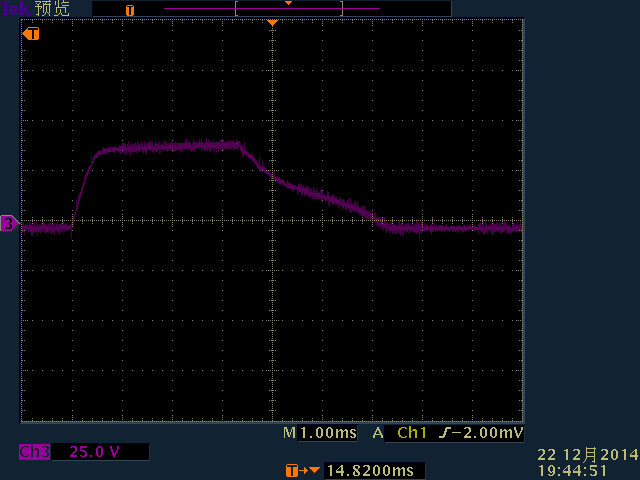 Tek 预览
T
T
3
M 1.00ms A Ch1 ƒ −2.00mV
Ch3 25.0 V
T→▼ 14.8200ms
22 12月 2014
19:44:51